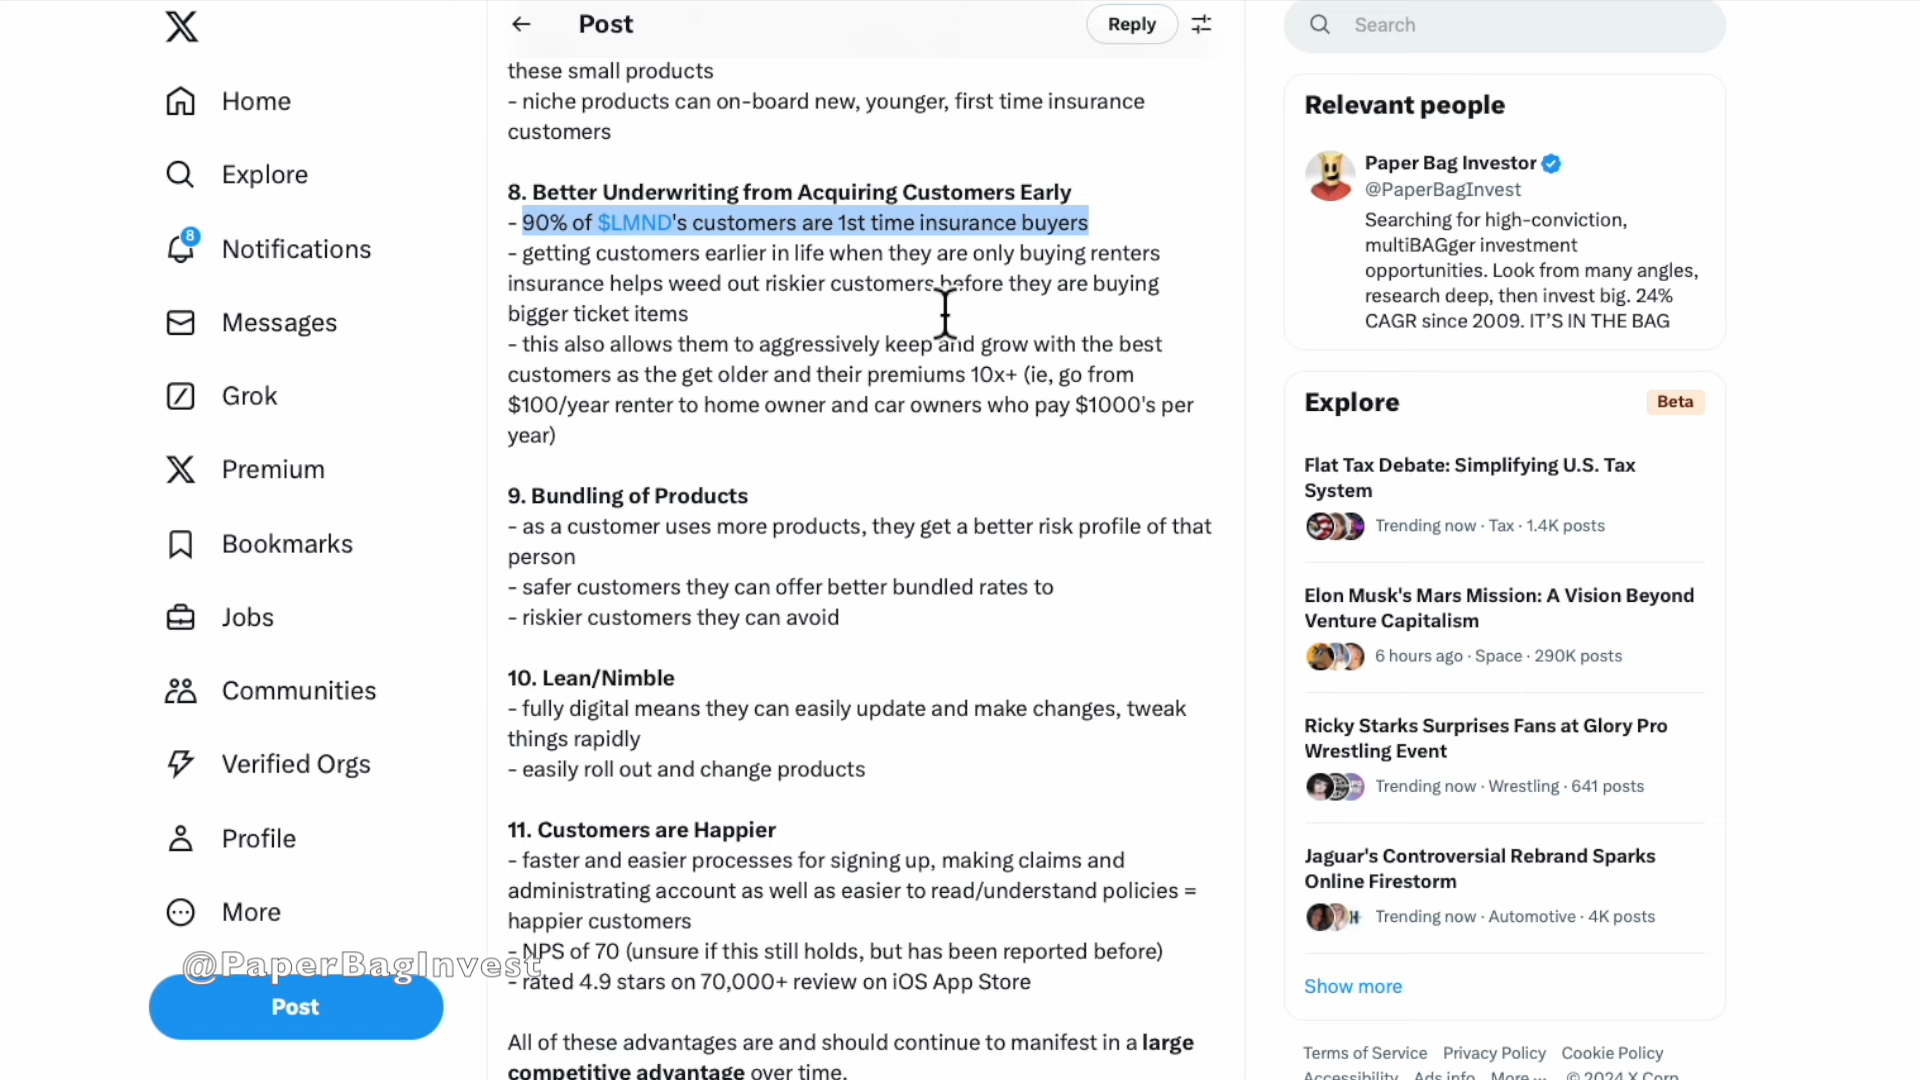 Home
Explore
8
Notifications
Messages
Grok
Premium
Bookmarks
Jobs
Communities
Profile
Verified Orgs
More
@PaperBagInvest
Post
Post
Reply
these small products
- niche products can on-board new, younger, first time insurance
customers
8. Better Underwriting from Acquiring Customers Early
- 90% of $LMND's customers are 1st time insurance buyers
- getting customers earlier in life when they are only buying renters
insurance helps weed out riskier customers before they are buying
bigger ticket items
- this also allows them to aggressively keep and grow with the best
customers as the get older and their premiums 10x+ (ie, go from
$100/year renter to home owner and car owners who pay $1000's per
year)
9. Bundling of Products
- as a customer uses more products, they get a better risk profile of that
person
- safer customers they can offer better bundled rates to
- riskier customers they can avoid
10. Lean/Nimble
- fully digital means they can easily update and make changes, tweak
things rapidly
- easily roll out and change products
11. Customers are Happier
- faster and easier processes for signing up, making claims and
administrating account as well as easier to read/understand policies =
happier customers
- NPS of 70 (unsure if this still holds, but has been reported before)
- rated 4.9 stars on 70,000+ review on iOS App Store
All of these advantages are and should continue to manifest in a large
competitive advantage over time.
Search
Relevant people
Paper Bag Investor
@PaperBagInvest
Searching for high-conviction,
multiBAGger investment
opportunities. Look from many angles,
research deep, then invest big. 24%
CAGR since 2009. IT'S IN THE BAG
Explore
Beta
Flat Tax Debate: Simplifying U.S. Tax
System
Trending now · Tax · 1.4K posts
Elon Musk's Mars Mission: A Vision Beyond
Venture Capitalism
6 hours ago · Space · 290K posts
Ricky Starks Surprises Fans at Glory Pro
Wrestling Event
Trending now · Wrestling · 641 posts
Jaguar's Controversial Rebrand Sparks
Online Firestorm
Trending now · Automotive · 4K posts
Show more
Terms of Service Privacy Policy Cookie Policy
Accessibility Ads info More ··· © 2024 X Corp.